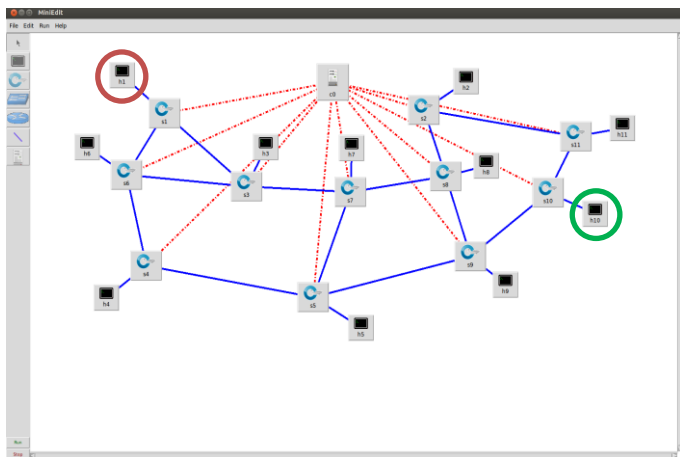 MiniEdit
File Edit Run Help
h1
c0
h2
s1
s2
h11
s11
h6
h3
h7
h8
s6
s3
s7
s8
s10
h10
s4
s9
h4
s5
h9
h5
Run
Stop